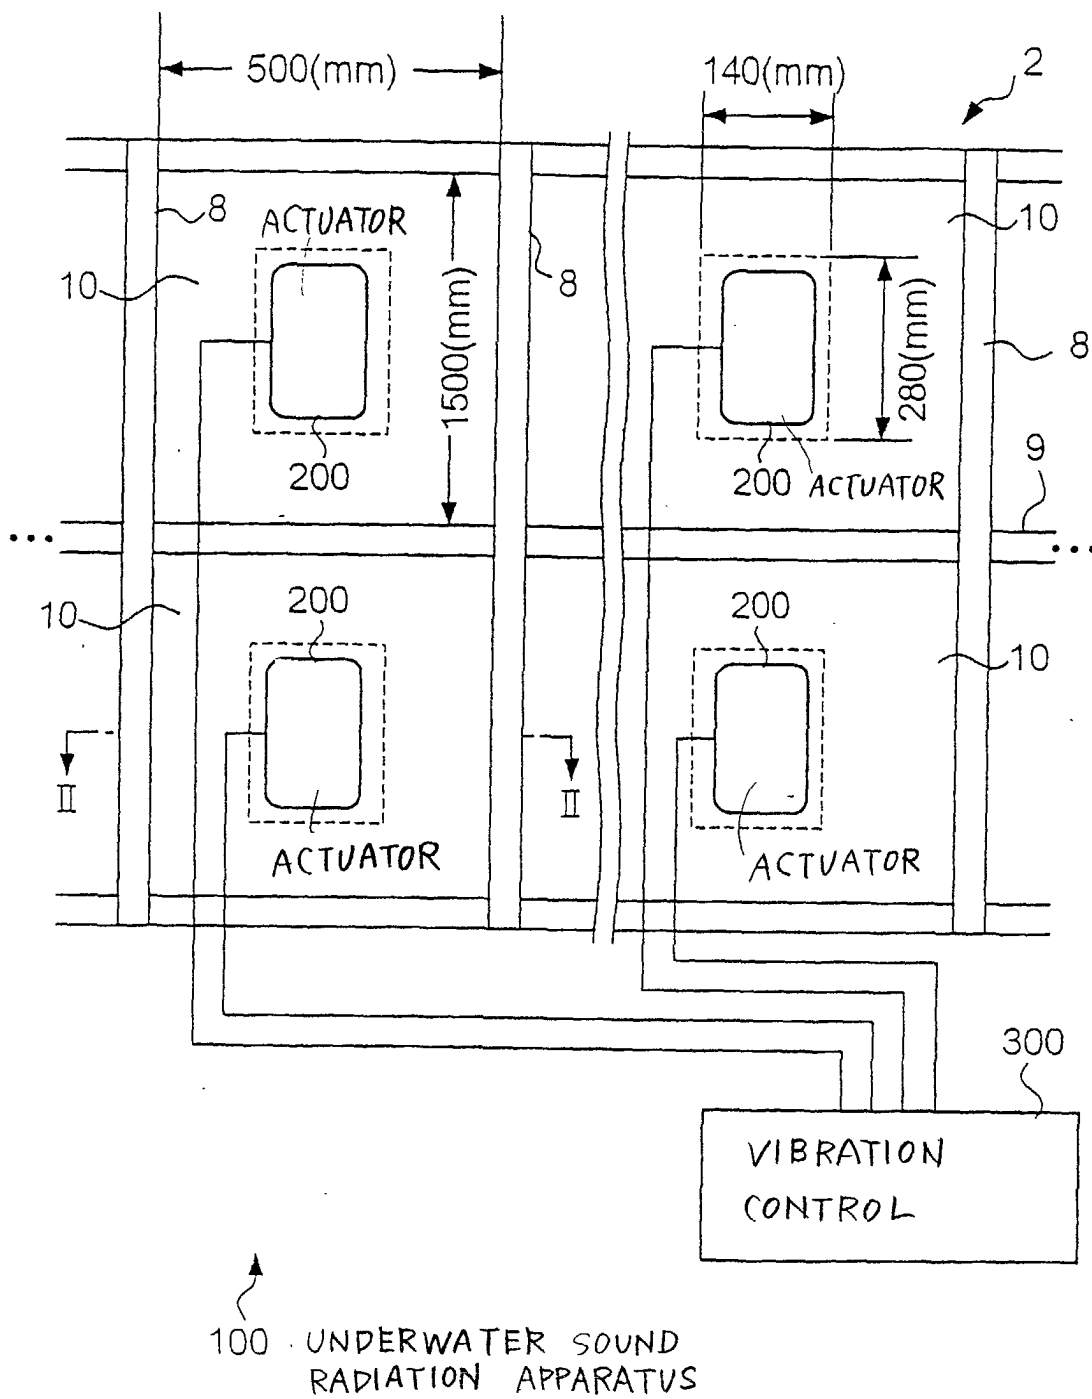 500(mm)
140(mm)
2
8
ACTUATOR
10
10
8
1500(mm)
280(mm)
8
200
200 ACTUATOR
9
•••
•••
10
200
200
10
II
II
ACTUATOR
ACTUATOR
300
VIBRATION
CONTROL
100 UNDERWATER SOUND
RADIATION APPARATUS